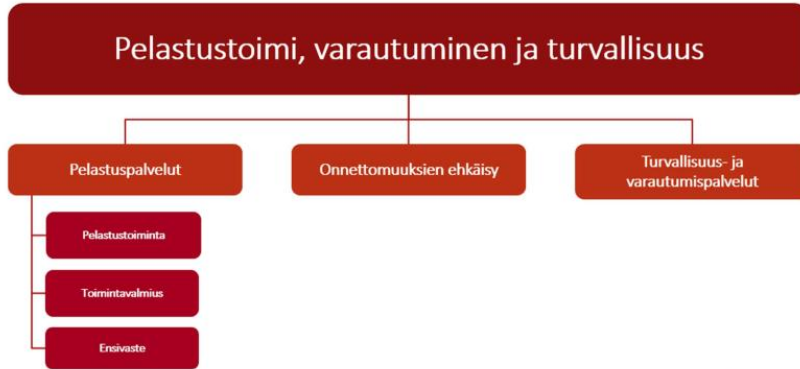 Pelastustoimi, varautuminen ja turvallisuus
Pelastuspalvelut
Onnettomuuksien ehkäisy
Turvallisuus- ja
varautumispalvelut
Pelastustoiminta
Toimintavalmius
Ensivaste